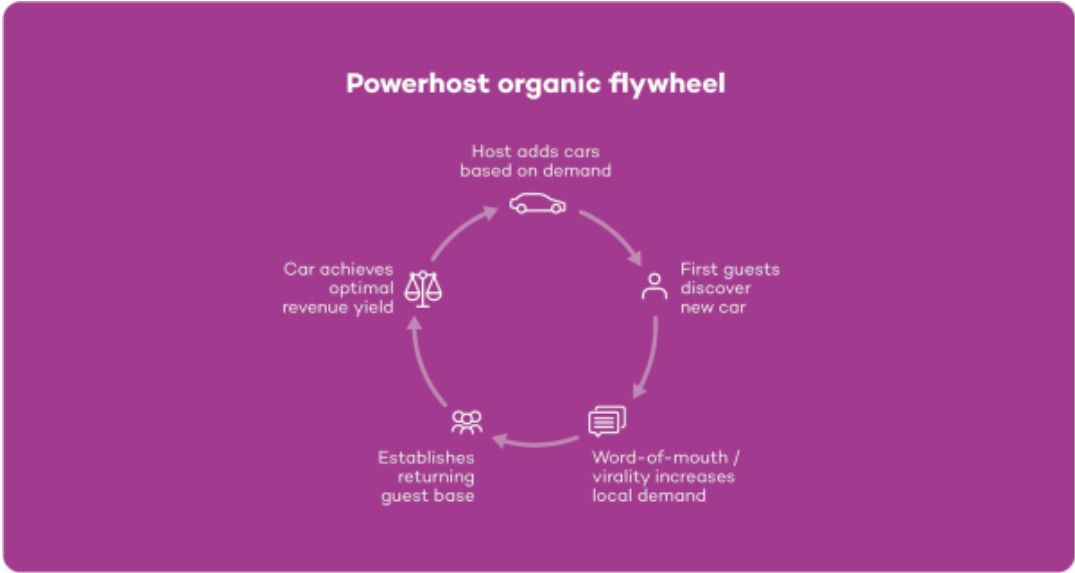 Powerhost organic flywheel
Host adds cars
based on demand
First guests
discover
new car
Word-of-mouth /
virality increases
local demand
Establishes
returning
guest base
Car achieves
optimal
revenue yield